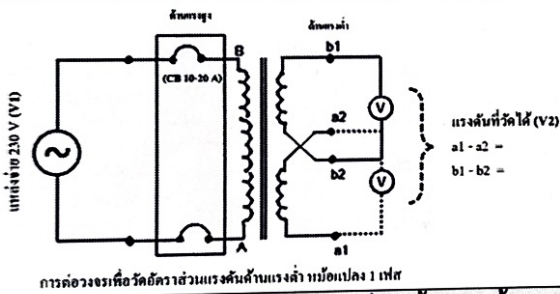 ด้านแรงสูง
ด้านแรงต่ำ
(CB 10-20 A)
B
b1
V
แหล่งจ่าย 230 V (V1)
a2
แรงดันที่วัดได้ (V2)
a1 - a2 =
b2
b1 - b2 =
V
A
a1
การต่อวงจรเพื่อวัดอัตราส่วนแรงดันด้านแรงต่ำ หม้อแปลง 1 เฟส